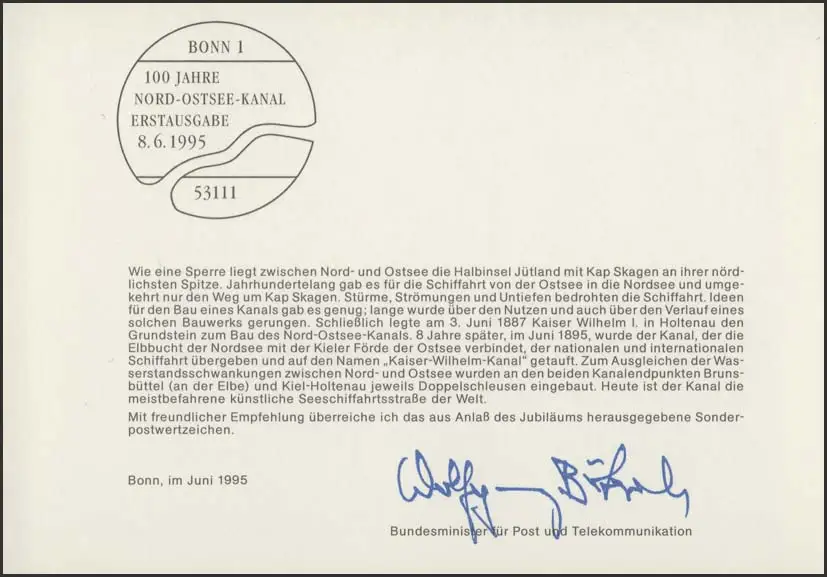 BONN 1
100 JAHRE
NORD-OSTSEE-KANAL
ERSTAUSGABE
8.6.1995
53111
Wie eine Sperre liegt zwischen Nord- und Ostsee die Halbinsel Jütland mit Kap Skagen an ihrer nörd-
lichsten Spitze. Jahrhundertelang gab es für die Schiffahrt von der Ostsee in die Nordsee und umge-
kehrt nur den Weg um Kap Skagen. Stürme, Strömungen und Untiefen bedrohten die Schiffahrt. Ideen
für den Bau eines Kanals gab es genug; lange wurde über den Nutzen und auch über den Verlauf eines
solchen Bauwerks gerungen. Schließlich legte am 3. Juni 1887 Kaiser Wilhelm I. in Holtenau den
Grundstein zum Bau des Nord-Ostsee-Kanals. 8 Jahre später, im Juni 1895, wurde der Kanal, der die
Elbbucht der Nordsee mit der Kieler Förde der Ostsee verbindet, der nationalen und internationalen
Schiffahrt übergeben und auf den Namen „Kaiser-Wilhelm-Kanal" getauft. Zum Ausgleichen der Was-
serstandsschwankungen zwischen Nord- und Ostsee wurden an den beiden Kanalendpunkten Bruns-
büttel (an der Elbe) und Kiel-Holtenau jeweils Doppelschleusen eingebaut. Heute ist der Kanal die
meistbefahrene künstliche Seeschiffahrtsstraße der Welt.
Mit freundlicher Empfehlung überreiche ich das aus Anlaß des Jubiläums herausgegebene Sonder-
postwertzeichen.
Bonn, im Juni 1995
Wolfgang
Bundesminister für Post und Telekommunikation